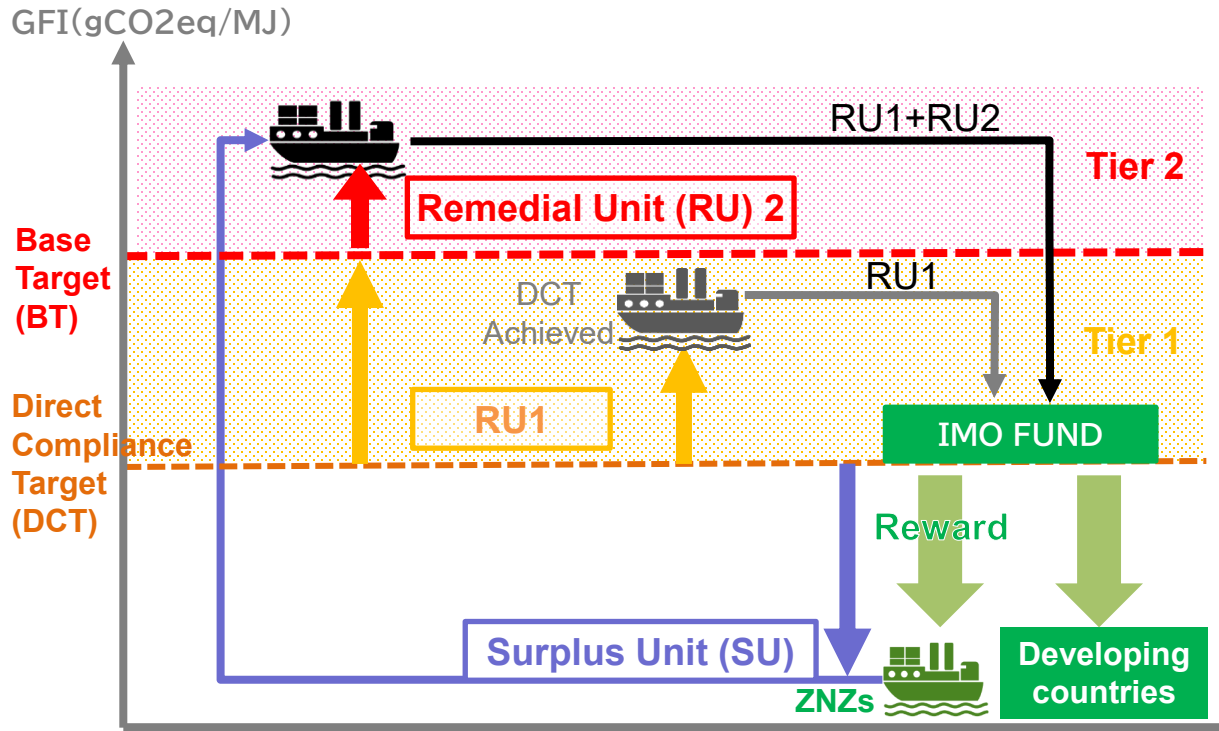 GFI(gCO2eq/MJ)
RU1+RU2
Tier 2
Remedial Unit (RU) 2
Base
Target
(BT)
RU1
DCT
Achieved
Tier 1
Direct
Compliance
Target
(DCT)
RU1
IMO FUND
Reward
Surplus Unit (SU)
ZNZs
Developing
countries